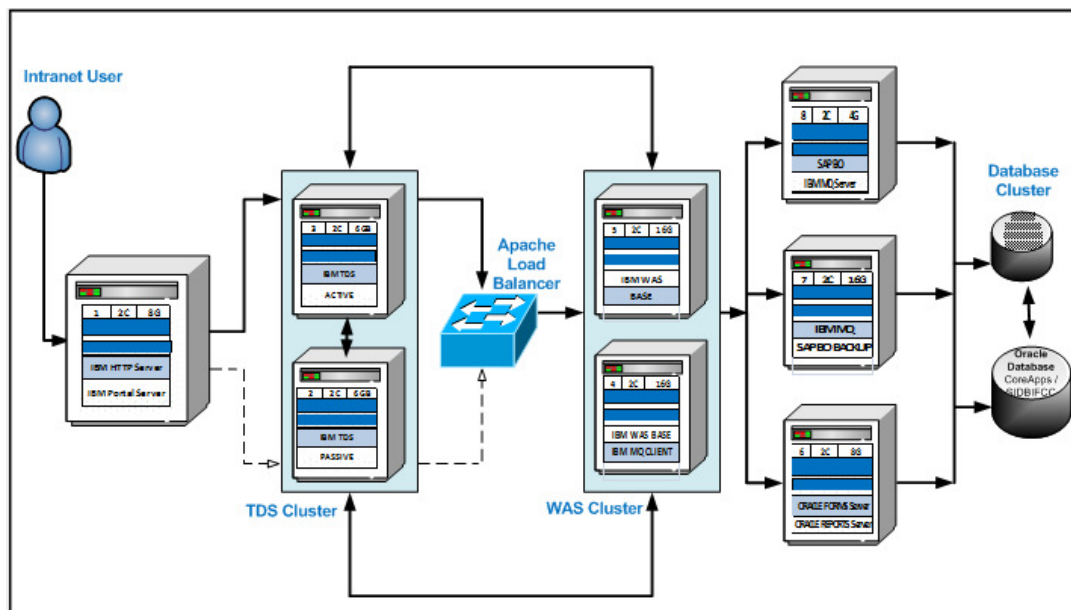 Intranet User
1 2C 8G
IBM HTTP Server
IBM Portal Server
3 2C 6GB
IBM TDS
ACTIVE
2 2C 6GB
IBM TDS
PASSIVE
TDS Cluster
Apache
Load
Balancer
5 2C 16G
IBM WAS
BASE
4 2C 16G
IBM WAS BASE
IBM MQ CLIENT
WAS Cluster
8 2C 4G
SAPBO
IBM MQ Server
7 2C 16G
IBM MQ
SAPBO BACKUP
6 2C 8G
ORACLE FORMS Server
ORACLE REPORTS Server
Database
Cluster
Oracle
Database
CoreApps /
SIDBIFCC